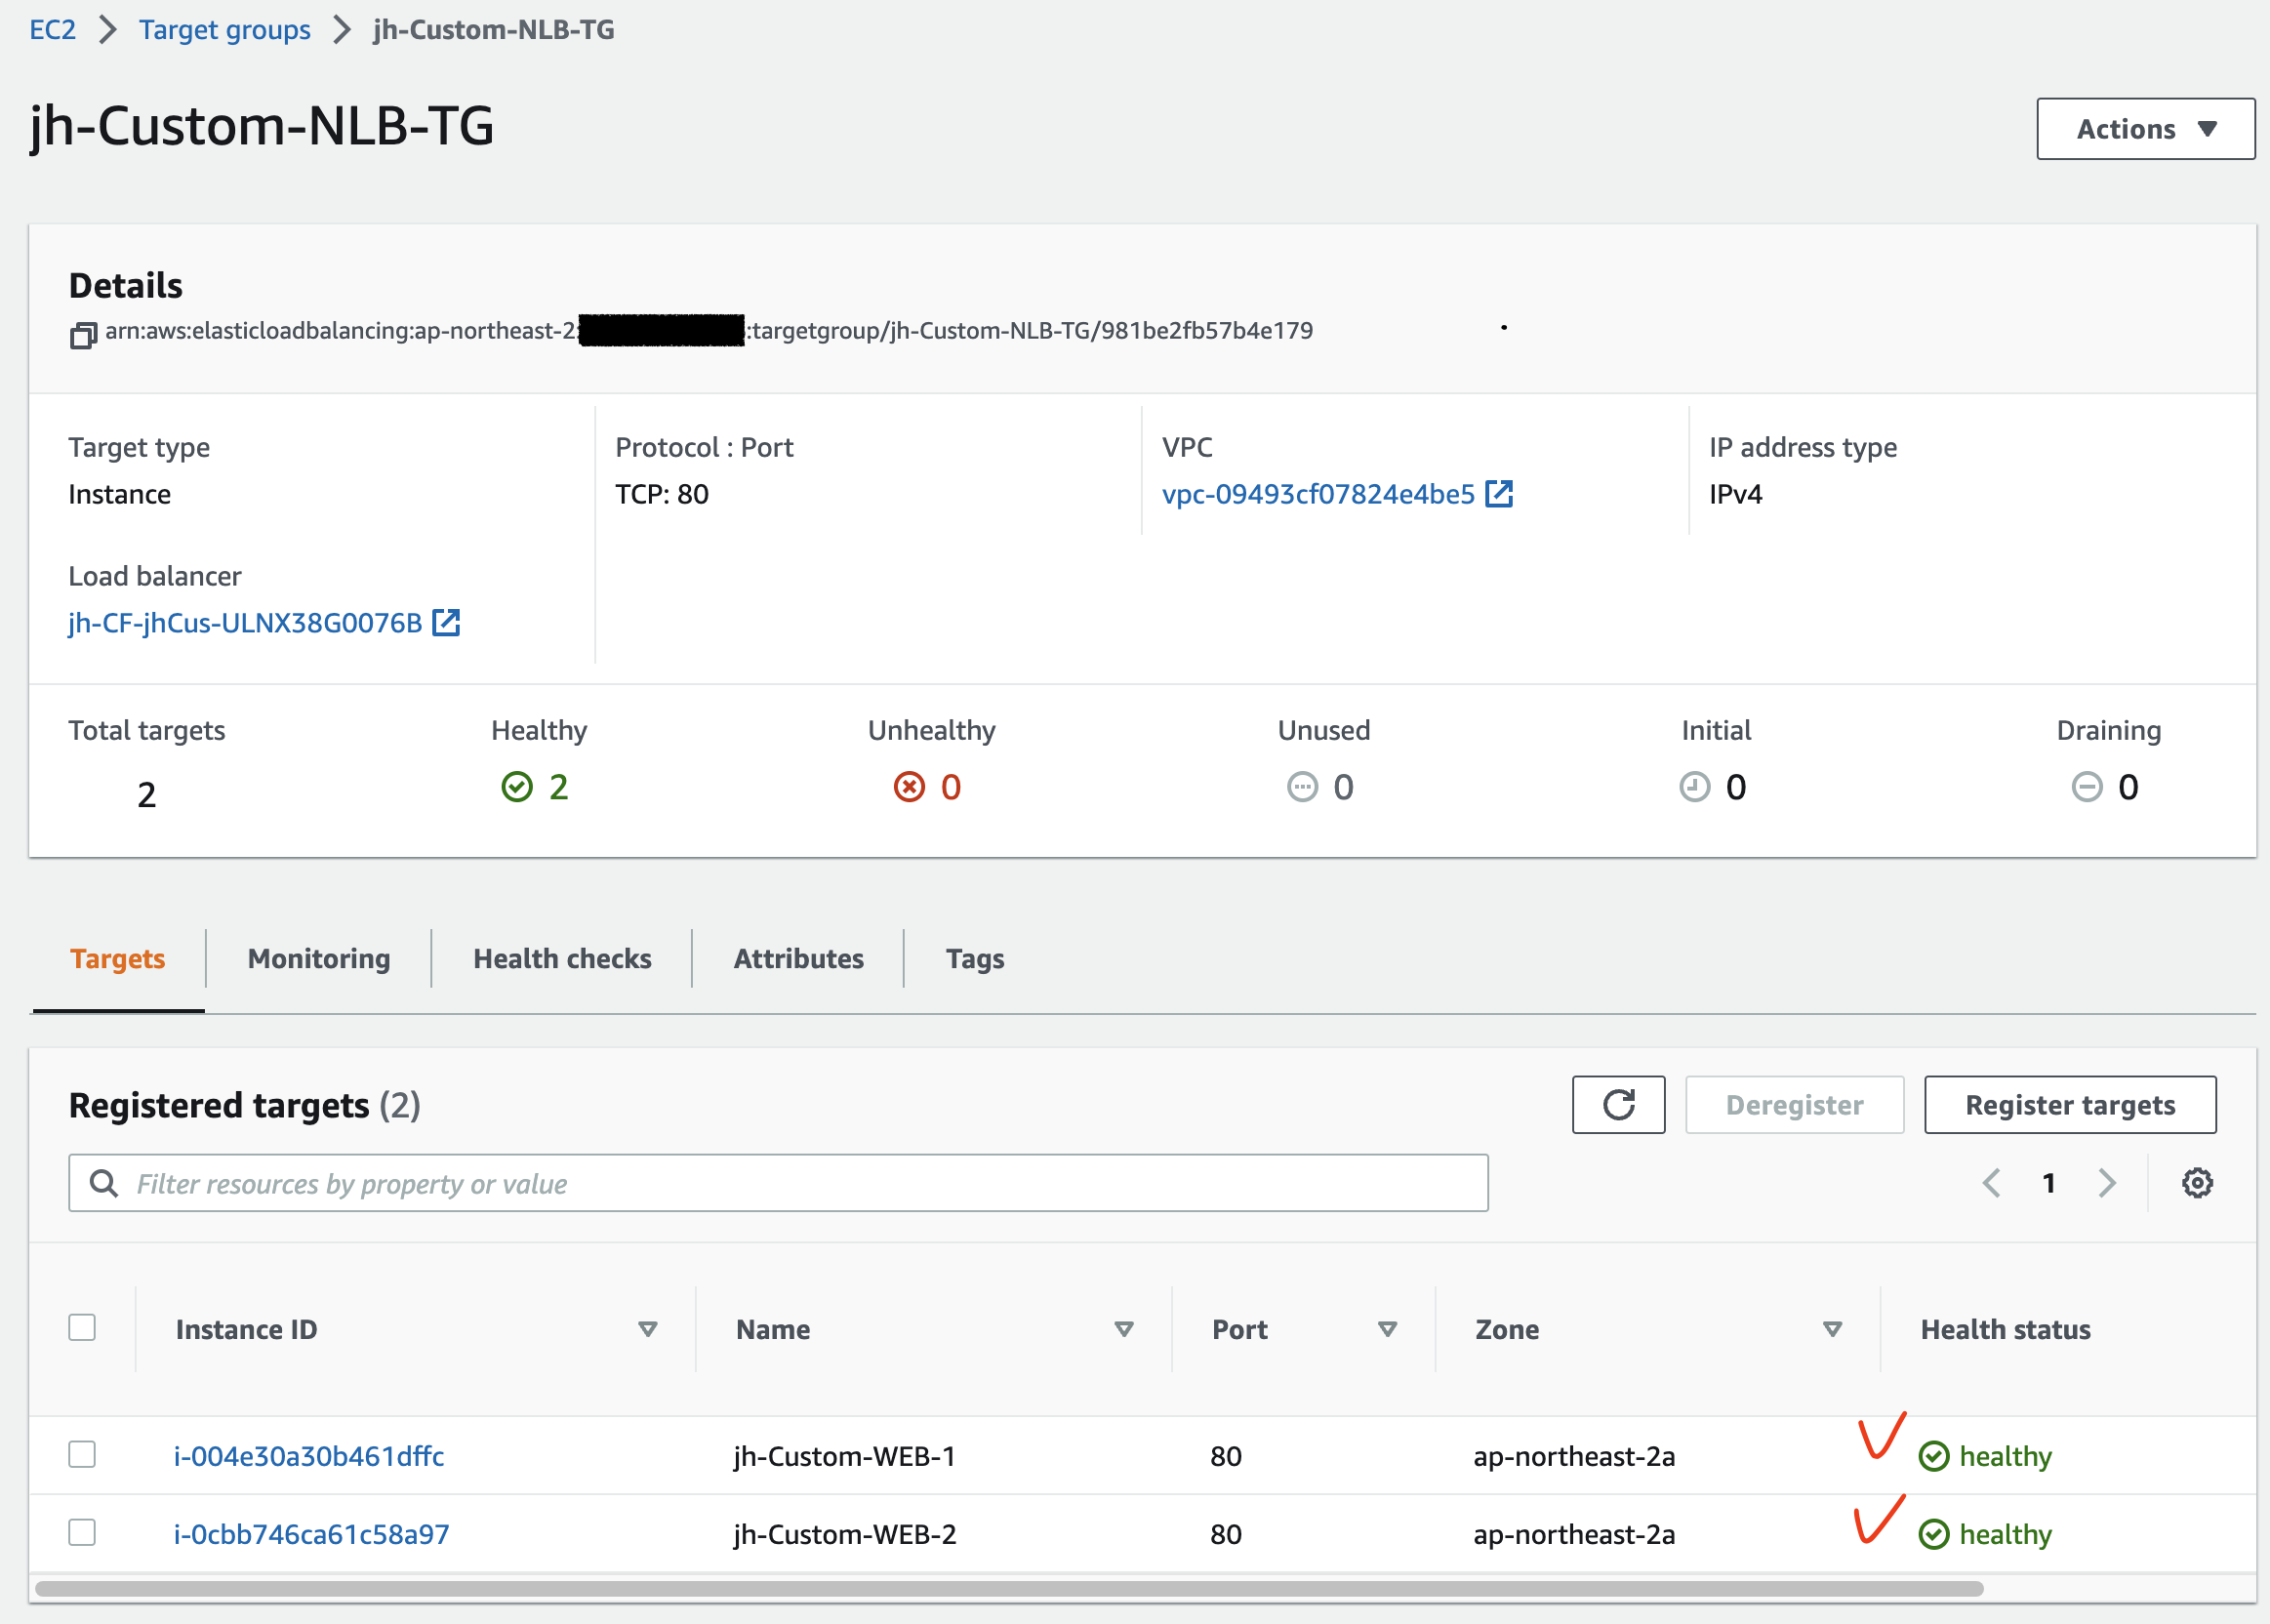 EC2 > Target groups > jh-Custom-NLB-TG
jh-Custom-NLB-TG
Actions
Details
arn:aws:elasticloadbalancing:ap-northeast-2: :targetgroup/jh-Custom-NLB-TG/981be2fb57b4e179
Target type
Instance
Protocol : Port
TCP: 80
VPC
vpc-09493cf07824e4be5
IP address type
IPv4
Load balancer
jh-CF-jhCus-ULNX38G0076B
Total targets
2
Healthy
2
Unhealthy
0
Unused
0
Initial
0
Draining
0
Targets Monitoring Health checks Attributes Tags
Registered targets (2)
Deregister Register targets
Filter resources by property or value
1
Instance ID Name Port Zone Health status
i-004e30a30b461dffc jh-Custom-WEB-1 80 ap-northeast-2a healthy
i-0cbb746ca61c58a97 jh-Custom-WEB-2 80 ap-northeast-2a healthy